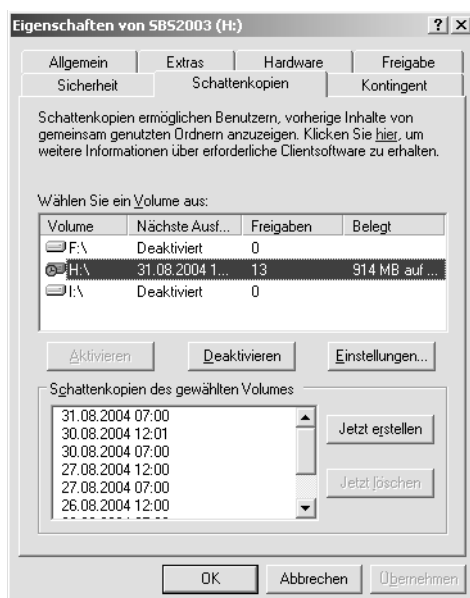 Eigenschaften von SBS2003 (H:)
Allgemein Extras Hardware Freigabe
Sicherheit Schattenkopien Kontingent
Schattenkopien ermöglichen Benutzern, vorherige Inhalte von
gemeinsam genutzten Ordnern anzuzeigen. Klicken Sie hier, um
weitere Informationen über erforderliche Clientsoftware zu erhalten.
Wählen Sie ein Volume aus:
Volume Nächste Ausf... Freigaben Belegt
F:\ Deaktiviert 0
H:\ 31.08.2004 1... 13 914 MB auf ...
I:\ Deaktiviert 0
Aktivieren Deaktivieren Einstellungen...
Schattenkopien des gewählten Volumes
31.08.2004 07:00
30.08.2004 12:01
30.08.2004 07:00
27.08.2004 12:00
27.08.2004 07:00
26.08.2004 12:00
Jetzt erstellen
Jetzt löschen
OK Abbrechen Übernehmen